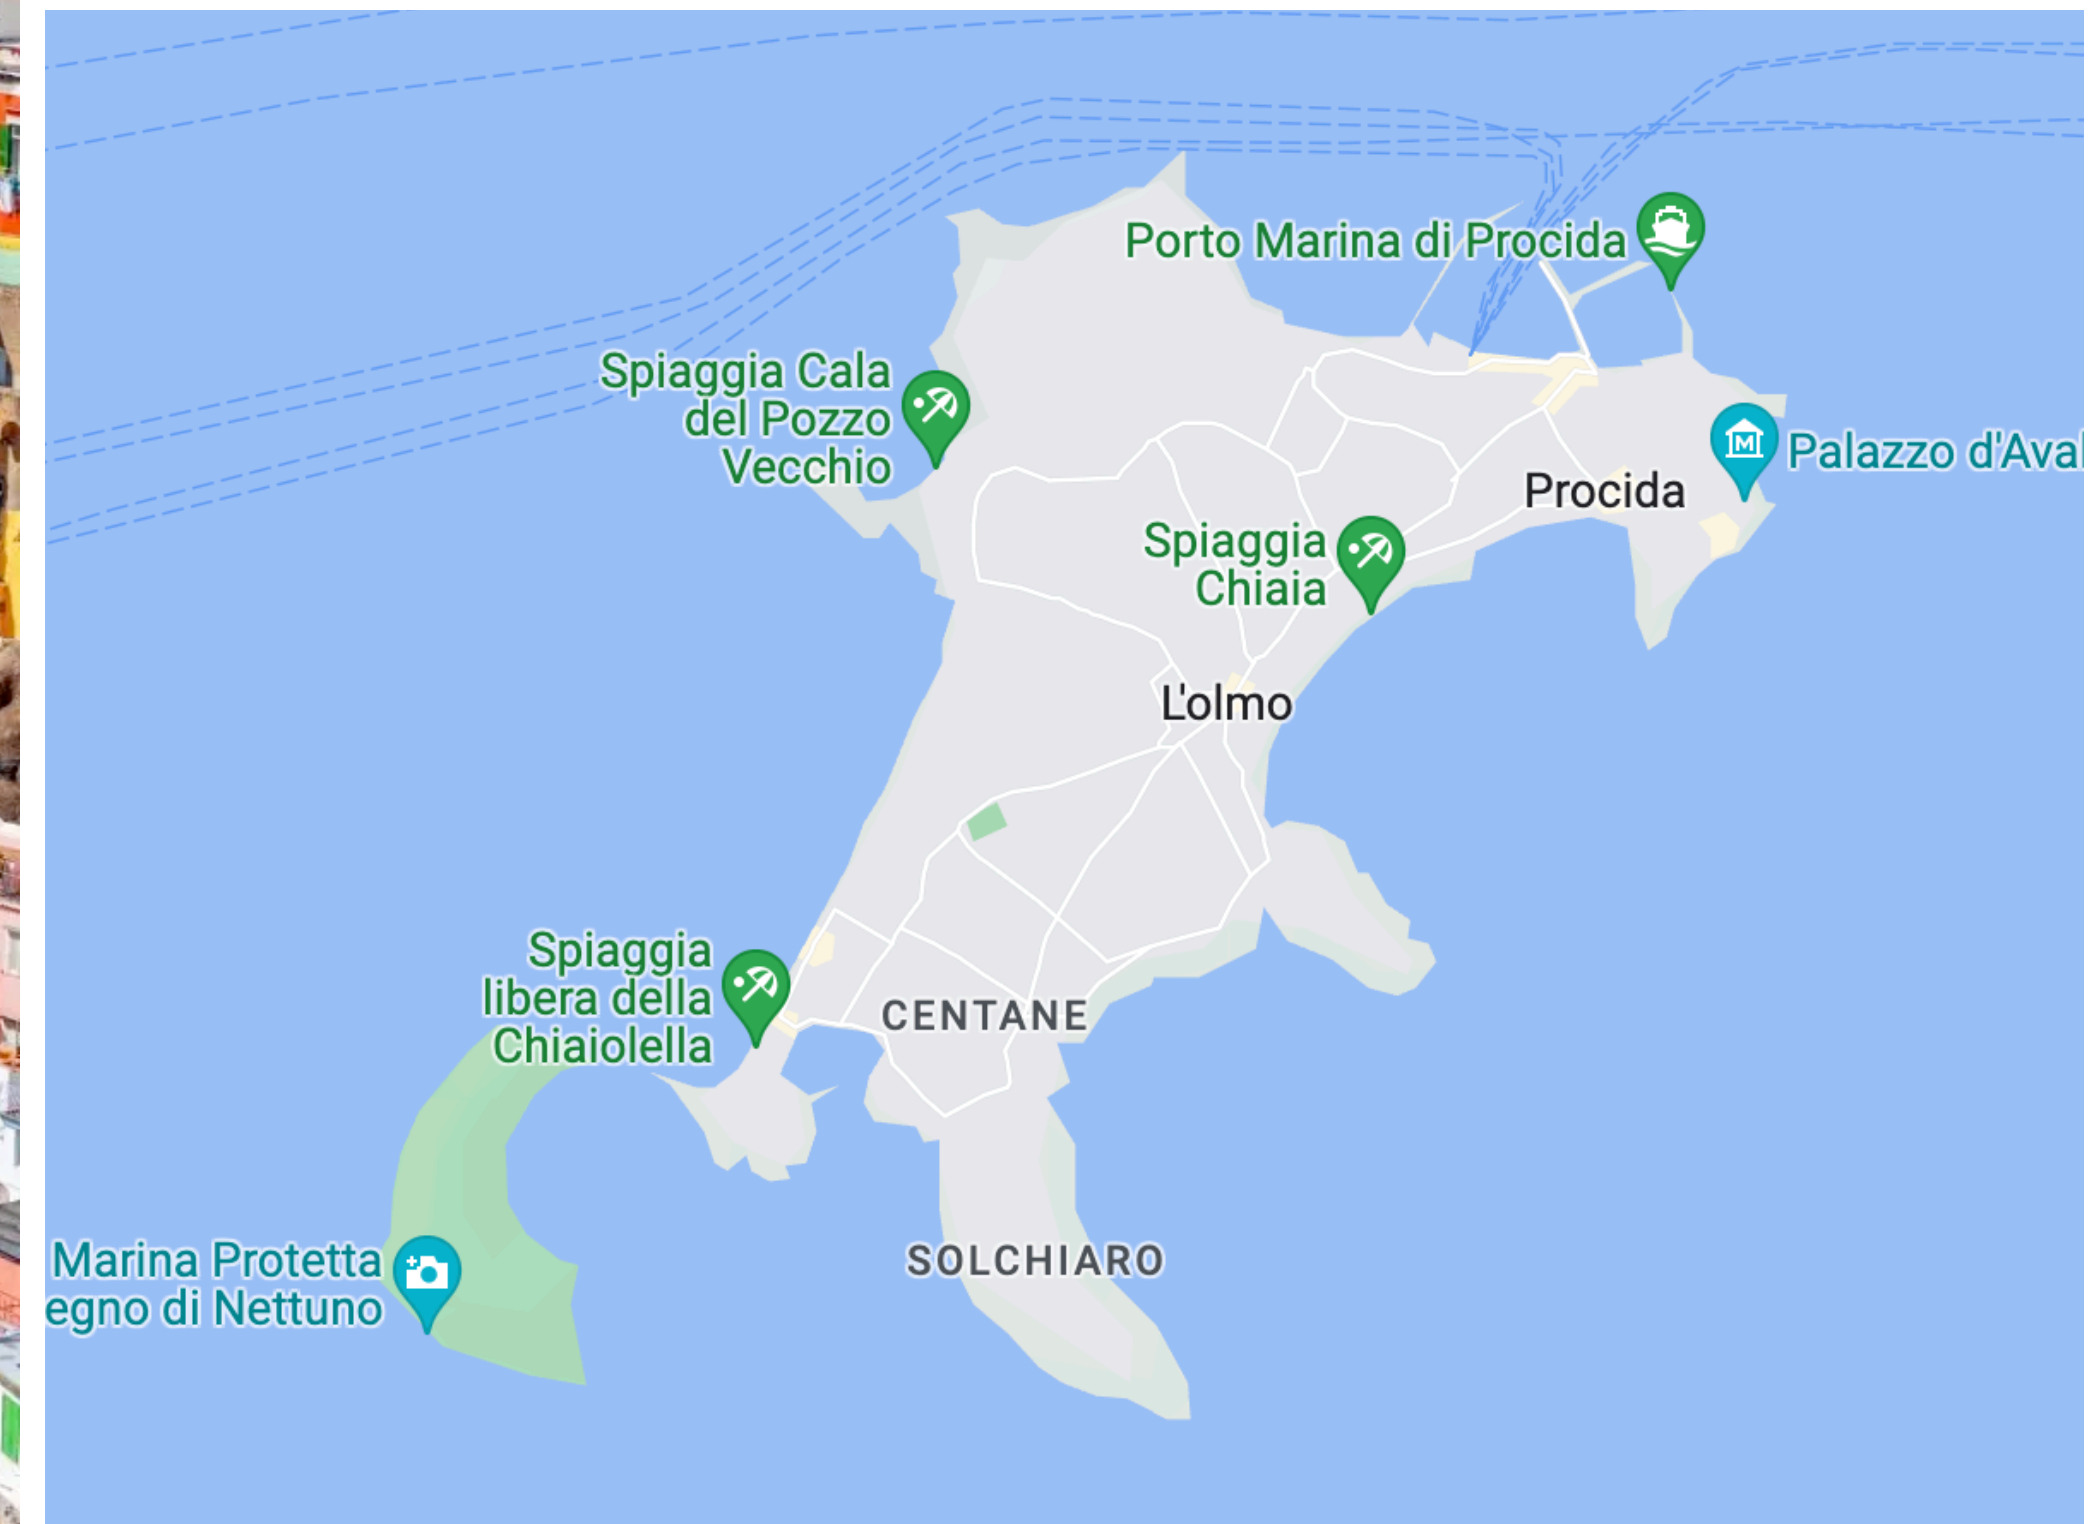 Porto Marina di Procida
Spiaggia Cala
del Pozzo
Vecchio
Palazzo d'Aval
Procida
Spiaggia
Chiaia
L'olmo
Spiaggia
libera della
Chiaiolella
CENTANE
Marina Protetta
egno di Nettuno
SOLCHIARO